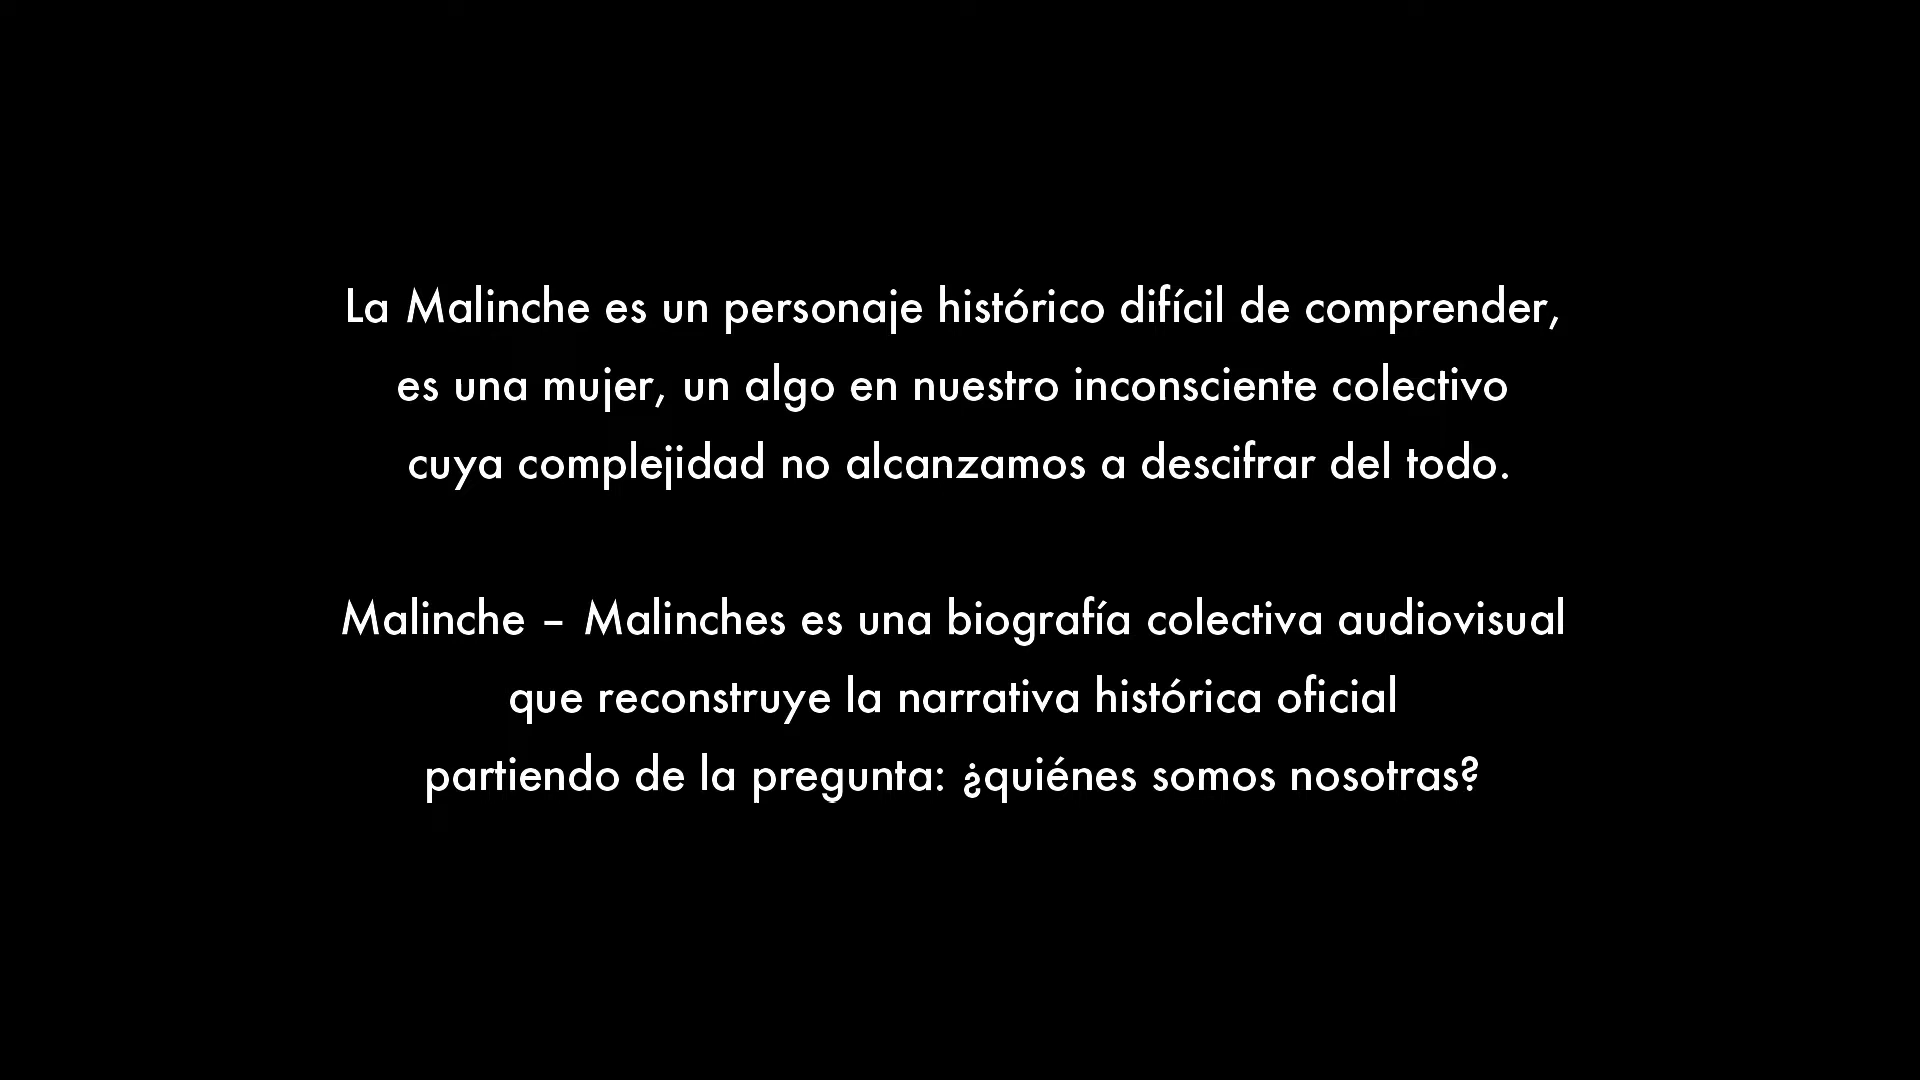 La Malinche es un personaje histórico difícil de comprender,
es una mujer, un algo en nuestro inconsciente colectivo
cuya complejidad no alcanzamos a descifrar del todo.
Malinche – Malinches es una biografía colectiva audiovisual
que reconstruye la narrativa histórica oficial
partiendo de la pregunta: ¿quiénes somos nosotras?